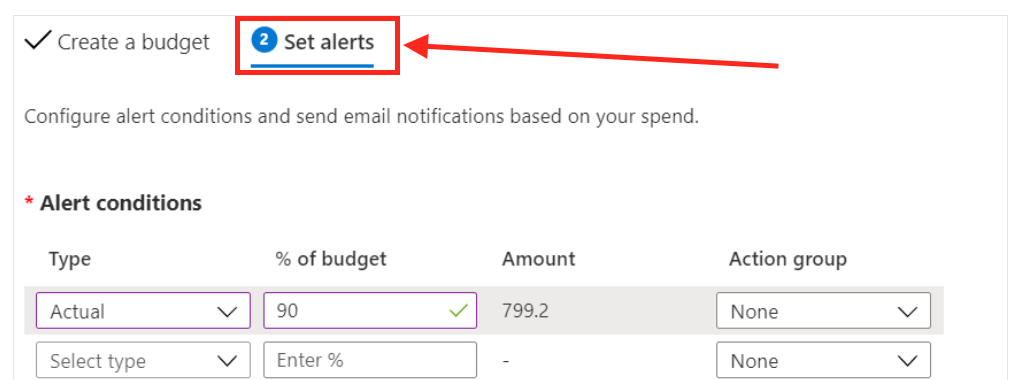 Create a budget 2 Set alerts
Configure alert conditions and send email notifications based on your spend.
* Alert conditions
Type % of budget Amount Action group
Actual 90 799.2 None
Select type Enter % - None